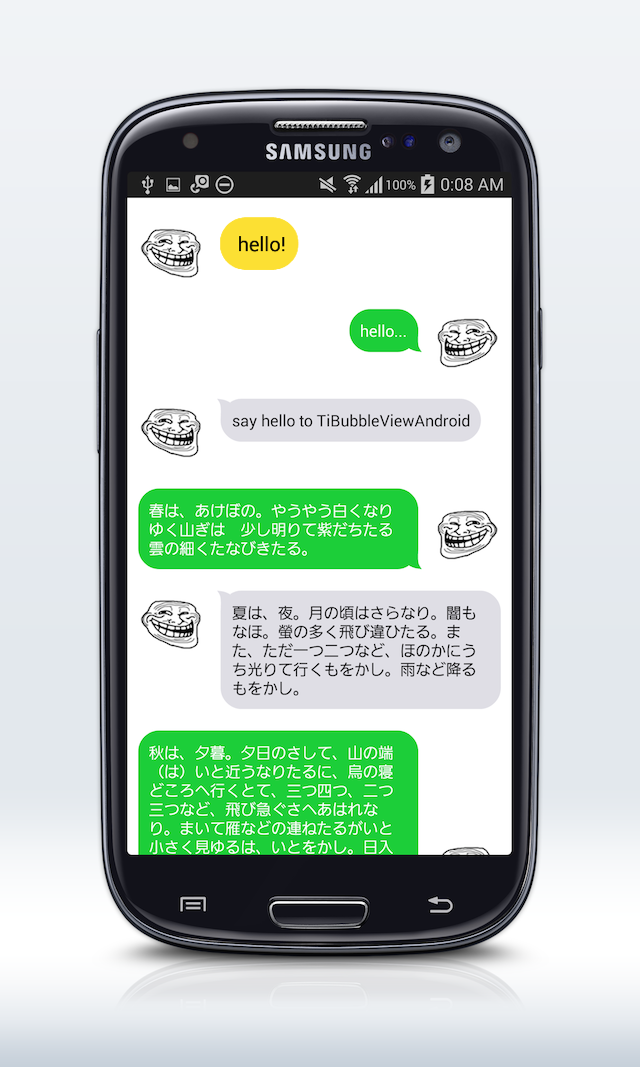 SAMSUNG
100% 0:08 AM
hello!
hello...
say hello to TiBubbleViewAndroid
春は、あけぼの。やうやう白くなり
ゆく山ぎは　少し明りて紫だちたる
雲の細くたなびきたる。
夏は、夜。月の頃はさらなり。闇も
なほ。螢の多く飛び違ひたる。ま
た、ただ一つ二つなど、ほのかにう
ち光りて行くもをかし。雨など降る
もをかし。
秋は、夕暮。夕日のさして、山の端
（は）いと近うなりたるに、烏の寝
どころへ行くとて、三つ四つ、二つ
三つなど、飛び急ぐさへあはれな
り。まいて雁などの連ねたるがいと
小さく見ゆるは、いとをかし。日入